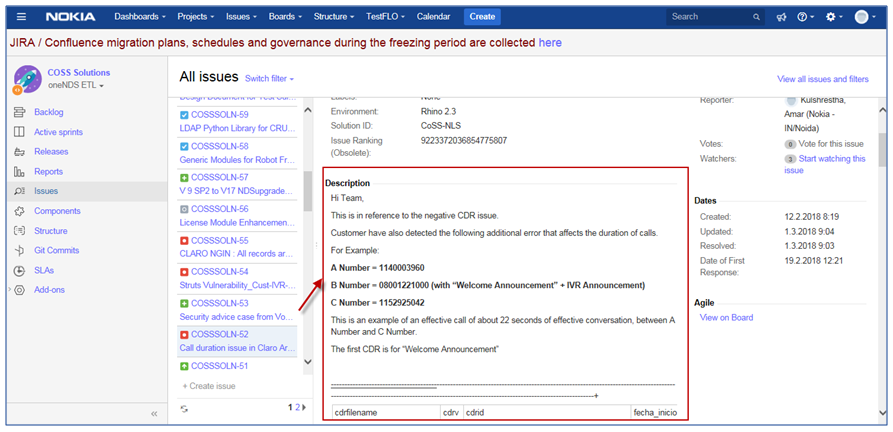 NOKIA Dashboards Projects Issues Boards Structure TestFLO Calendar Create Search
JIRA / Confluence migration plans, schedules and governance during the freezing period are collected here
COSS Solutions
oneNDS ETL
Backlog
Active sprints
Releases
Reports
Issues
Components
Structure
Git Commits
SLAs
Add-ons
«
All issues Switch filter
View all issues and filters
Design Document for Test
COSSSOLN-59
LDAP Python Library for CRU...
COSSSOLN-58
Generic Modules for Robot Fr...
COSSSOLN-57
V 9 SP2 to V17 NDSupgrade...
COSSSOLN-56
License Module Enhancemen...
COSSSOLN-55
CLARO NGIN : All records ar...
COSSSOLN-54
Struts Vulnerability_Cust-IVR-...
COSSSOLN-53
Security advice case from Vo...
COSSSOLN-52
Call duration issue in Claro Ar...
COSSSOLN-51
+ Create issue
1 2
Labels: None
Environment: Rhino 2.3
Solution ID: CoSS-NLS
Issue Ranking 9223372036854775807
(Obsolete):
Description
Hi Team,
This is in reference to the negative CDR issue.
Customer have also detected the following additional error that affects the duration of calls.
For Example:
A Number = 1140003960
B Number = 08001221000 (with “Welcome Announcement” + IVR Announcement)
C Number = 1152925042
This is an example of an effective call of about 22 seconds of effective conversation, between A
Number and C Number.
The first CDR is for “Welcome Announcement”
cdrfilename cdrv cdrid fecha_inicio
Reporter: Kulshrestha,
Amar (Nokia -
IN/Noida)
Votes: 0 Vote for this issue
Watchers: 3 Start watching this
issue
Dates
Created: 12.2.2018 8:19
Updated: 1.3.2018 9:04
Resolved: 1.3.2018 9:03
Date of First 19.2.2018 12:21
Response:
Agile
View on Board